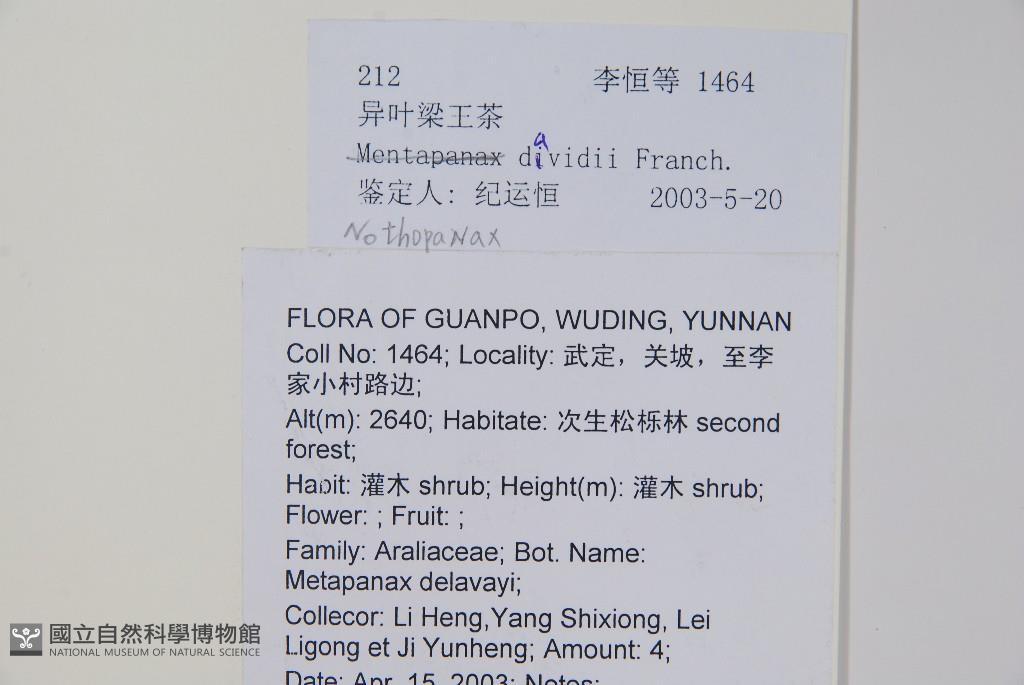 212 李恒等 1464
异叶梁王茶
Mentapanax dividii Franch.
a
鉴定人: 纪运恒 2003-5-20
Nothopanax
FLORA OF GUANPO, WUDING, YUNNAN
Coll No: 1464; Locality: 武定, 关坡, 至李
家小村路边;
Alt(m): 2640; Habitate: 次生松栎林 second
forest;
Habit: 灌木 shrub; Height(m): 灌木 shrub;
Flower: ; Fruit: ;
Family: Araliaceae; Bot. Name:
Metapanax delavayi;
Collecor: Li Heng,Yang Shixiong, Lei
Ligong et Ji Yunheng; Amount: 4;
Date: Apr. 15, 2003; Notes:
國立自然科學博物館
NATIONAL MUSEUM OF NATURAL SCIENCE